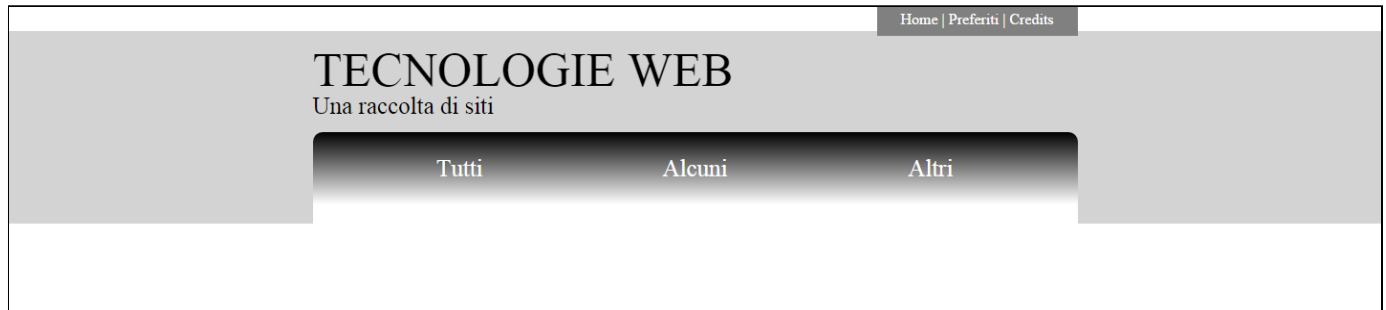 Home | Preferiti | Credits
TECNOLOGIE WEB
Una raccolta di siti
Tutti Alcuni Altri